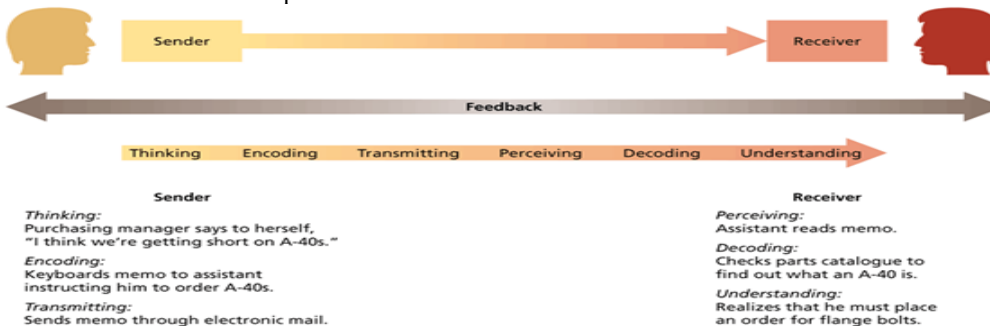 Sender
Receiver
Feedback
Thinking Encoding Transmitting Perceiving Decoding Understanding
Sender
Thinking:
Purchasing manager says to herself,
“I think we’re getting short on A-40s.”
Encoding:
Keyboards memo to assistant
instructing him to order A-40s.
Transmitting:
Sends memo through electronic mail.
Receiver
Perceiving:
Assistant reads memo.
Decoding:
Checks parts catalogue to
find out what an A-40 is.
Understanding:
Realizes that he must place
an order for flange bolts.